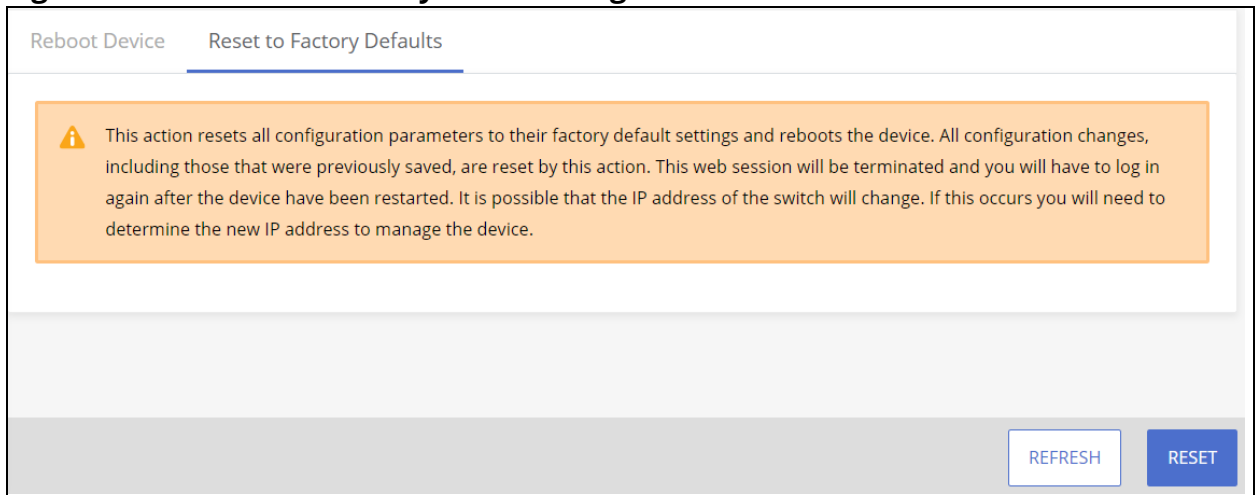 Reboot Device Reset to Factory Defaults
This action resets all configuration parameters to their factory default settings and reboots the device. All configuration changes,
including those that were previously saved, are reset by this action. This web session will be terminated and you will have to log in
again after the device have been restarted. It is possible that the IP address of the switch will change. If this occurs you will need to
determine the new IP address to manage the device.
REFRESH RESET